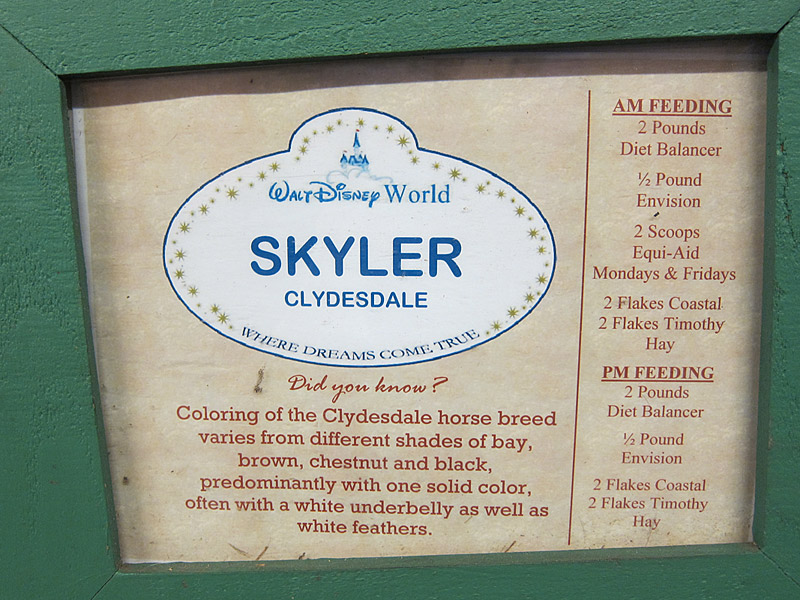 WALT DISNEY World
SKYLER
CLYDESDALE
WHERE DREAMS COME TRUE
Did you know?
Coloring of the Clydesdale horse breed
varies from different shades of bay,
brown, chestnut and black,
predominantly with one solid color,
often with a white underbelly as well as
white feathers.
AM FEEDING
2 Pounds
Diet Balancer
½ Pound
Envision
2 Scoops
Equi-Aid
Mondays & Fridays
2 Flakes Coastal
2 Flakes Timothy
Hay
PM FEEDING
2 Pounds
Diet Balancer
½ Pound
Envision
2 Flakes Coastal
2 Flakes Timothy
Hay